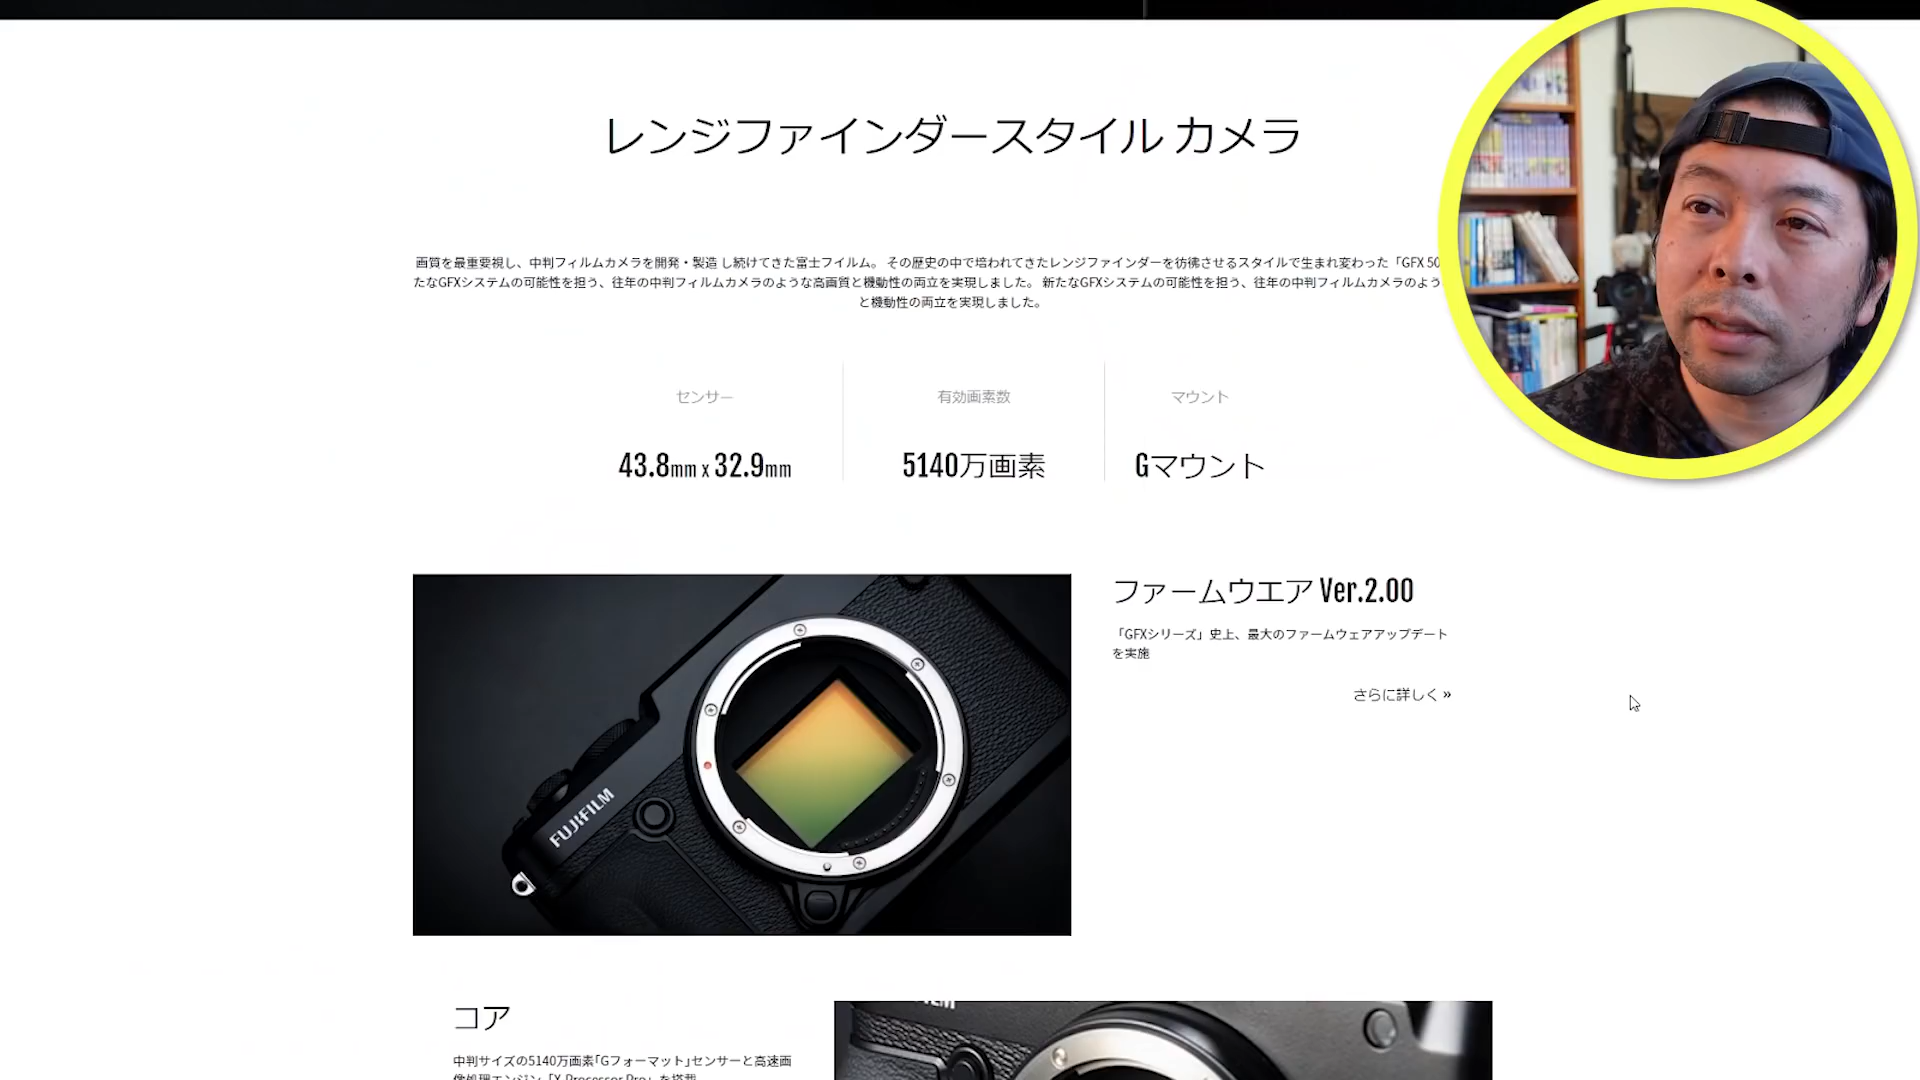 レンジファインダースタイル カメラ
画質を最重要視し、中判フィルムカメラを開発・製造 し続けてきた富士フイルム。 その歴史の中で培われてきたレンジファインダーを彷彿させるスタイルで生まれ変わった「GFX 50
たなGFXシステムの可能性を担う、往年の中判フィルムカメラのような高画質と機動性の両立を実現しました。 新たなGFXシステムの可能性を担う、往年の中判フィルムカメラのよう
と機動性の両立を実現しました。
センサー
有効画素数
マウント
43.8mm x 32.9mm
5140万画素
Gマウント
ファームウエア Ver.2.00
「GFXシリーズ」史上、最大のファームウェアアップデート
を実施
さらに詳しく »
FUJIFILM
コア
中判サイズの5140万画素「Gフォーマット」センサーと高速画
像処理エンジン「X Processor Pro」を搭載